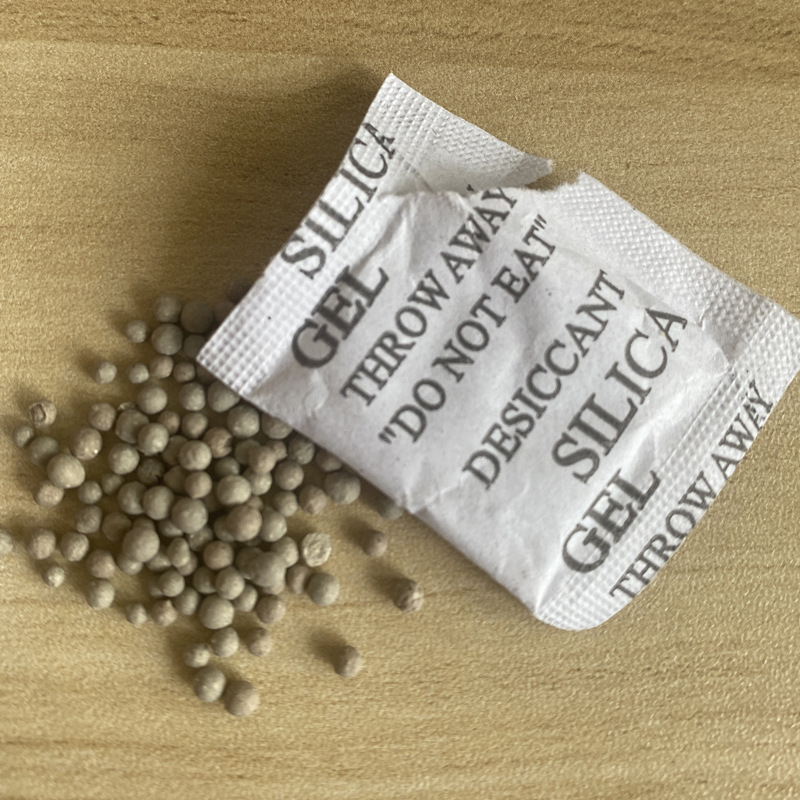 SILICA
GEL
THROW AWAY
"DO NOT EAT"
DESICCANT
SILICA
GEL
THROW AWAY